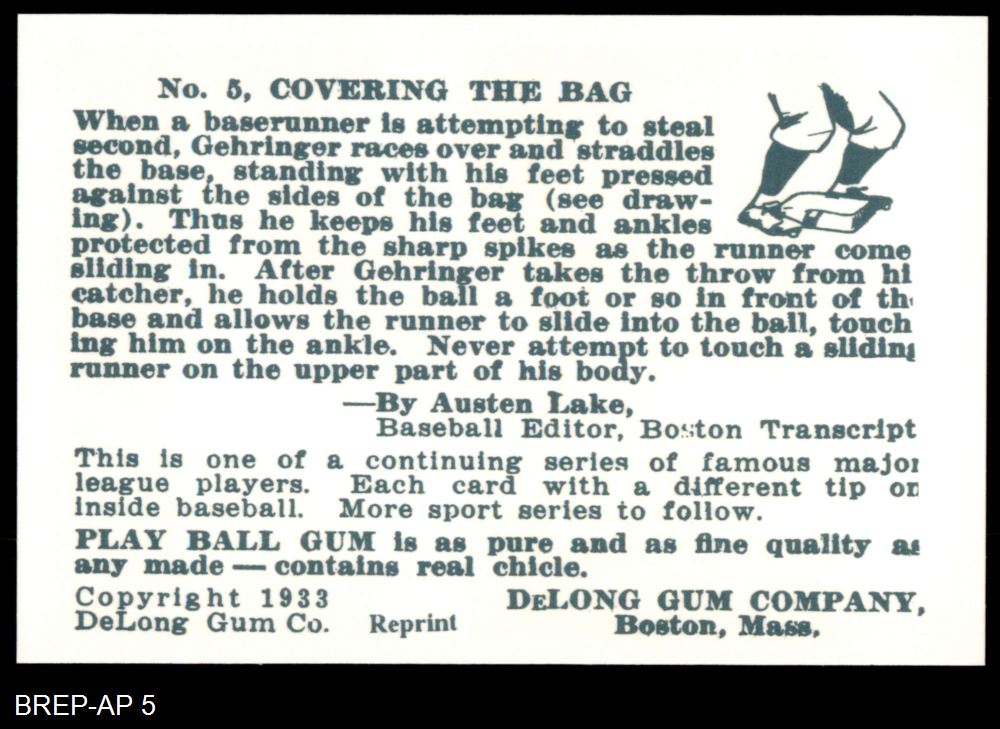 No. 5, COVERING THE BAG
When a baserunner is attempting to steal
second, Gehringer races over and straddles
the base, standing with his feet pressed
against the sides of the bag (see draw-
ing). Thus he keeps his feet and ankles
protected from the sharp spikes as the runner come
sliding in. After Gehringer takes the throw from hi
catcher, he holds the ball a foot or so in front of th
base and allows the runner to slide into the ball, touch
ing him on the ankle. Never attempt to touch a sliding
runner on the upper part of his body.
—By Austen Lake,
Baseball Editor, Boston Transcript
This is one of a continuing series of famous major
league players. Each card with a different tip on
inside baseball. More sport series to follow.
PLAY BALL GUM is as pure and as fine quality as
any made — contains real chicle.
Copyright 1933
DeLong Gum Co.
Reprint
DELONG GUM COMPANY,
Boston, Mass.
BREP-AP 5